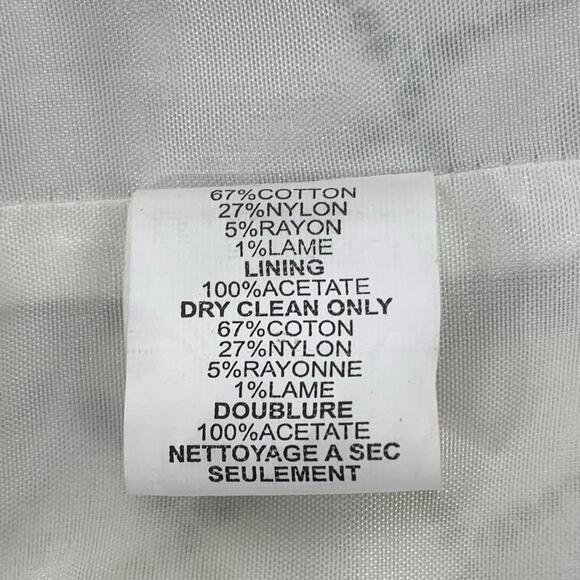 67%COTTON
27%NYLON
5%RAYON
1%LAME
LINING
100%ACETATE
DRY CLEAN ONLY
67%COTON
27%NYLON
5%RAYONNE
1%LAME
DOUBLURE
100%ACETATE
NETTOYAGE A SEC
SEULEMENT